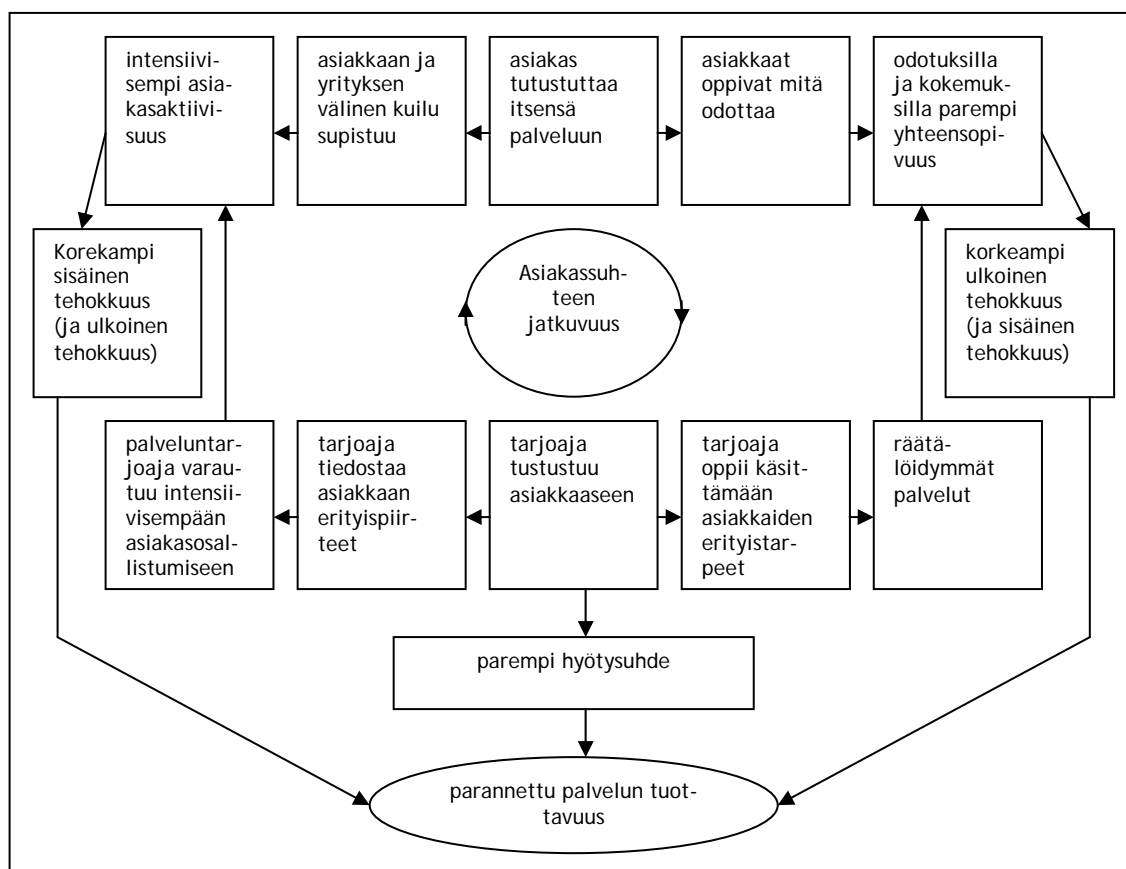 intensiivi-
sempi asia-
kasaktiivi-
suus
asiakkaan ja
yrityksen
välinen kuilu
supistuu
asiakas
tutustuttaa
itsensä
palveluun
asiakkaat
oppivat mitä
odottaa
odotuksilla
ja kokemuk-
silla parempi
yhteensopi-
vuus
Korekampi
sisäinen
tehokkuus
(ja ulkoinen
tehokkuus)
Asiakassuh-
teen
jatkuvuus
korkeampi
ulkoinen
tehokkuus
(ja sisäinen
tehokkuus)
palveluntar-
joaja varau-
tuu intensii-
visempään
asiakasosal-
listumiseen
tarjoaja
tiedostaa
asiakkaan
erityispiir-
teet
tarjoaja
tustustuu
asiakkaaseen
tarjoaja
oppii käsit-
tämään
asiakkaiden
erityistar-
peet
räätä-
löidymmät
palvelut
parempi hyötysuhde
parannettu palvelun tuot-
tavuus